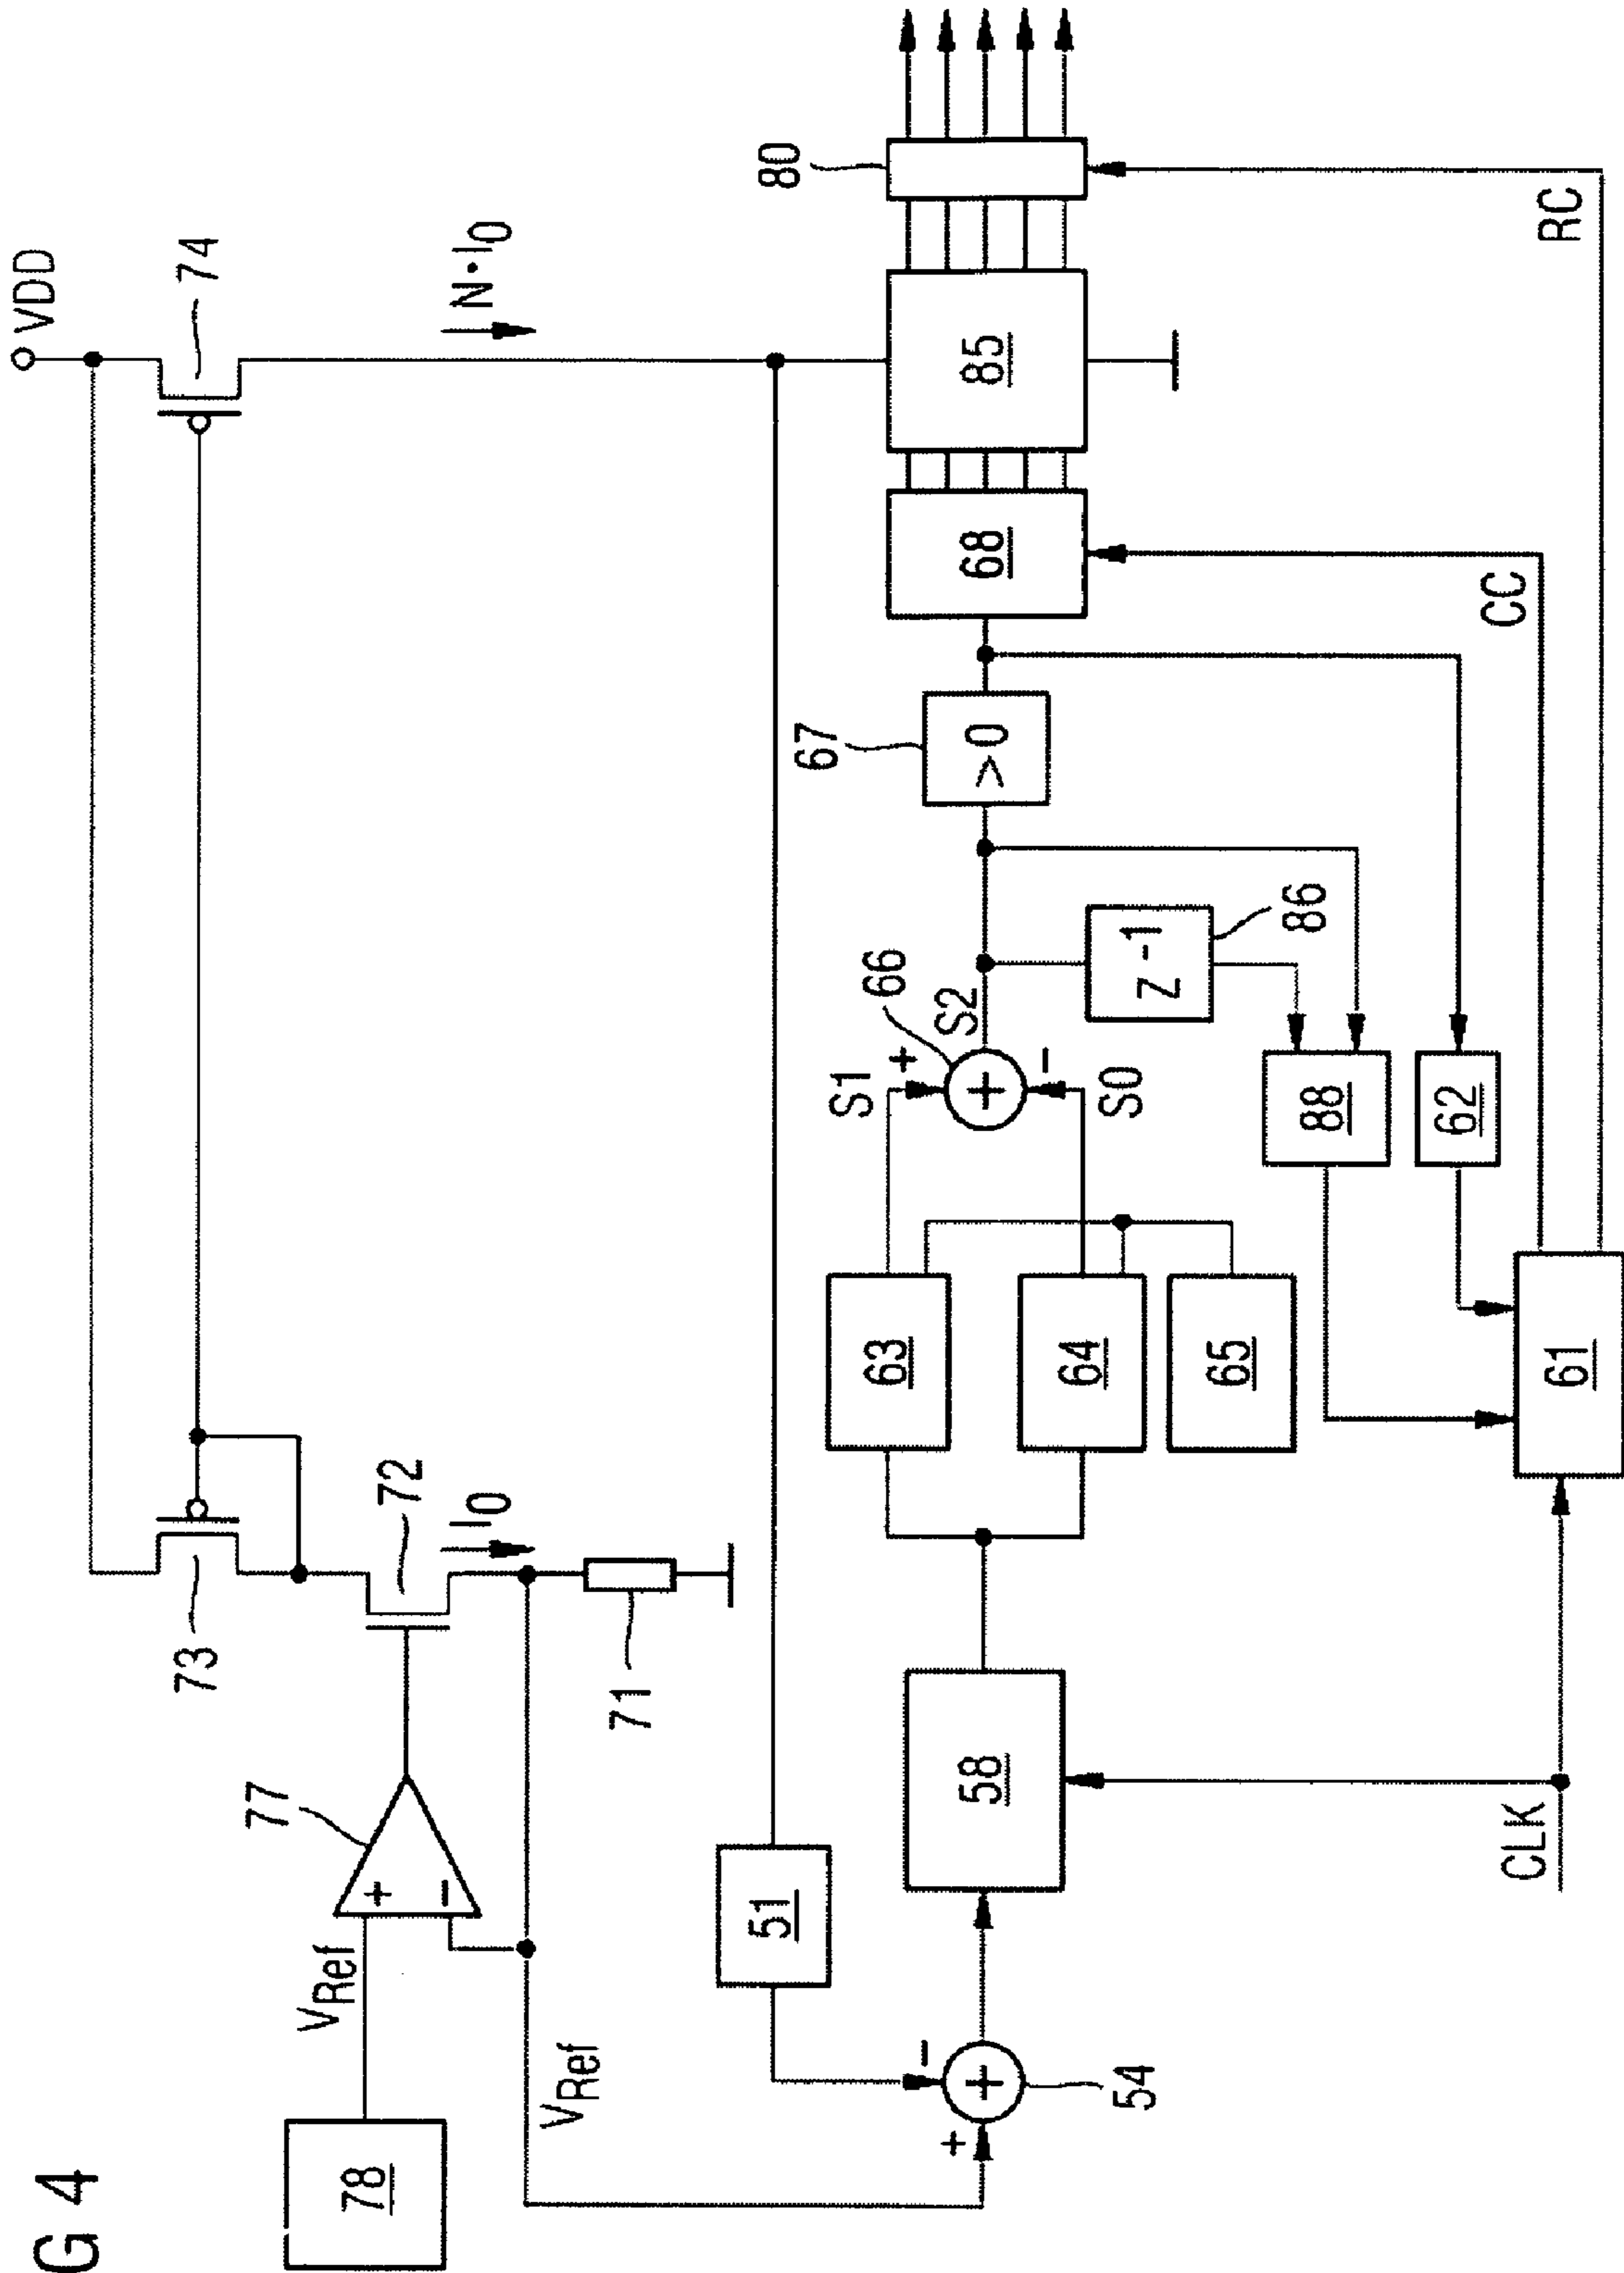 G 4
VDD
74
N·I0
73
72
I0
77
+
−
VRef
78
VRef
71
51
−
+
+
54
58
CLK
63
64
65
S1
+
66
+
S2
−
S0
z-1
86
88
62
61
67
>0
68
85
80
CC
RC